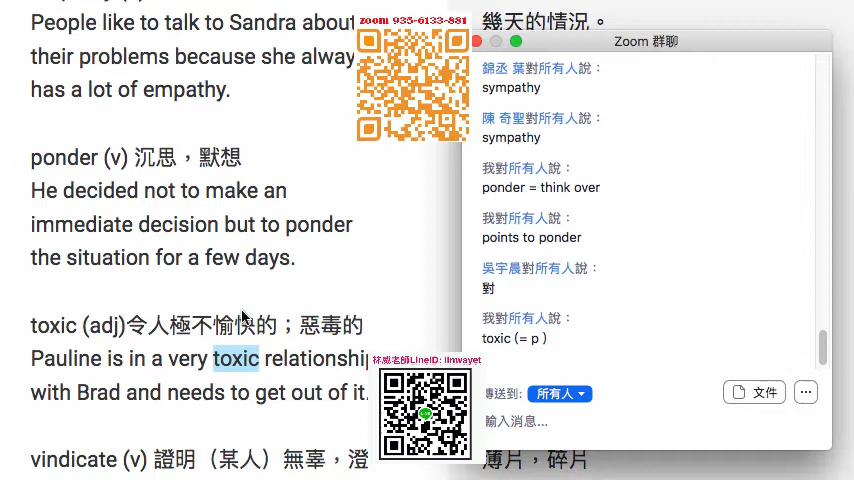 People like to talk to Sandra about
their problems because she alway
has a lot of empathy.
ponder (v) 沉思，默想
He decided not to make an
immediate decision but to ponder
the situation for a few days.
toxic (adj)令人極不愉快的；惡毒的
Pauline is in a very toxic relationship
with Brad and needs to get out of it.
vindicate (v) 證明（某人）無辜，澄
zoom 935-6133-881
林威老師LineID: linwayet
幾天的情況。
Zoom 群聊
錦丞 葉對所有人說：
sympathy
陳 奇聖對所有人說：
sympathy
我對所有人說：
ponder = think over
我對所有人說：
points to ponder
吳宇晨對所有人說：
對
我對所有人說：
toxic (= p )
傳送到: 所有人
文件
...
輸入消息...
薄片，碎片